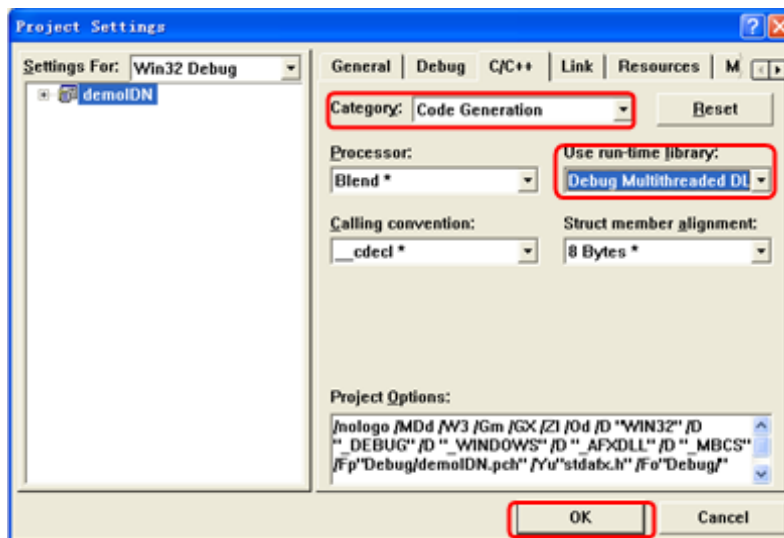 Project Settings
Settings For: Win32 Debug
demoIDN
General Debug C/C++ Link Resources M
Category: Code Generation Reset
Processor: Use run-time library:
Blend * Debug Multithreaded DL
Calling convention: Struct member alignment:
__cdecl * 8 Bytes *
Project Options:
/nologo /MDd /W3 /Gm /GX /ZI /Od /D "WIN32" /D
"_DEBUG" /D "_WINDOWS" /D "_AFXDLL" /D "_MBCS"
/Fp"Debug/demoIDN.pch" /Yu"stdafx.h" /Fo"Debug/"
OK Cancel